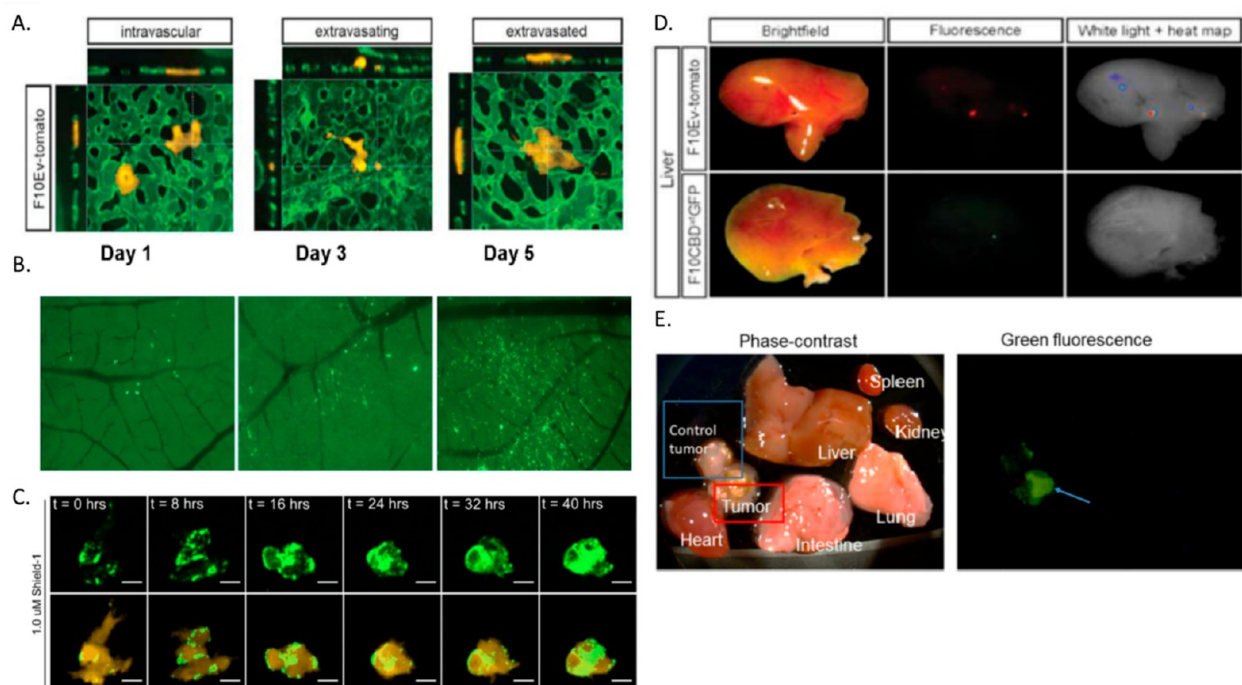 A.
intravascular
extravasating
extravasated
F10Ev-tomato
Day 1
Day 3
Day 5
B.
C.
t = 0 hrs
t = 8 hrs
t = 16 hrs
t = 24 hrs
t = 32 hrs
t = 40 hrs
1.0 uM Shield-1
D.
Brightfield
Fluorescence
White light + heat map
Liver
F10Ev-tomato
F10CBDˢᵒˡGFP
E.
Phase-contrast
Green fluorescence
Spleen
Kidney
Control
tumor
Liver
Tumor
Lung
Heart
Intestine